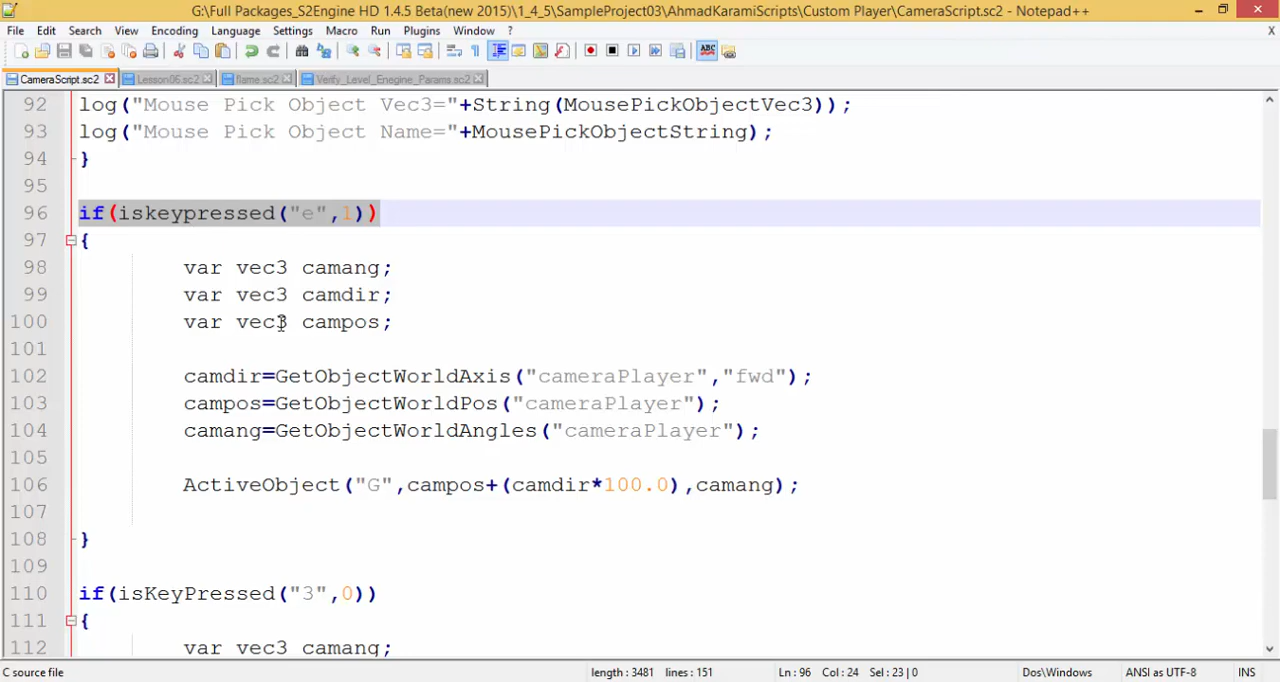 G:\Full Packages_S2Engine HD 1.4.5 Beta(new 2015)\1_4_5\SampleProject03\AhmadKaramiScripts\Custom Player\CameraScript.sc2 - Notepad++
File Edit Search View Encoding Language Settings Macro Run Plugins Window ? X
CameraScript.sc2 Lesson06.sc2 flame.sc2 Verify_Level_Enegine_Params.sc2
92 log("Mouse Pick Object Vec3="+String(MousePickObjectVec3));
93 log("Mouse Pick Object Name="+MousePickObjectString);
94 }
95
96 if(iskeypressed("e",1))
97 {
98 var vec3 camang;
99 var vec3 camdir;
100 var vec3 campos;
101
102 camdir=GetObjectWorldAxis("cameraPlayer","fwd");
103 campos=GetObjectWorldPos("cameraPlayer");
104 camang=GetObjectWorldAngles("cameraPlayer");
105
106 ActiveObject("G",campos+(camdir*100.0),camang);
107
108 }
109
110 if(isKeyPressed("3",0))
111 {
112 var vec3 camang;
C source file length : 3481 lines : 151 Ln : 96 Col : 24 Sel : 23 | 0 Dos\Windows ANSI as UTF-8 INS